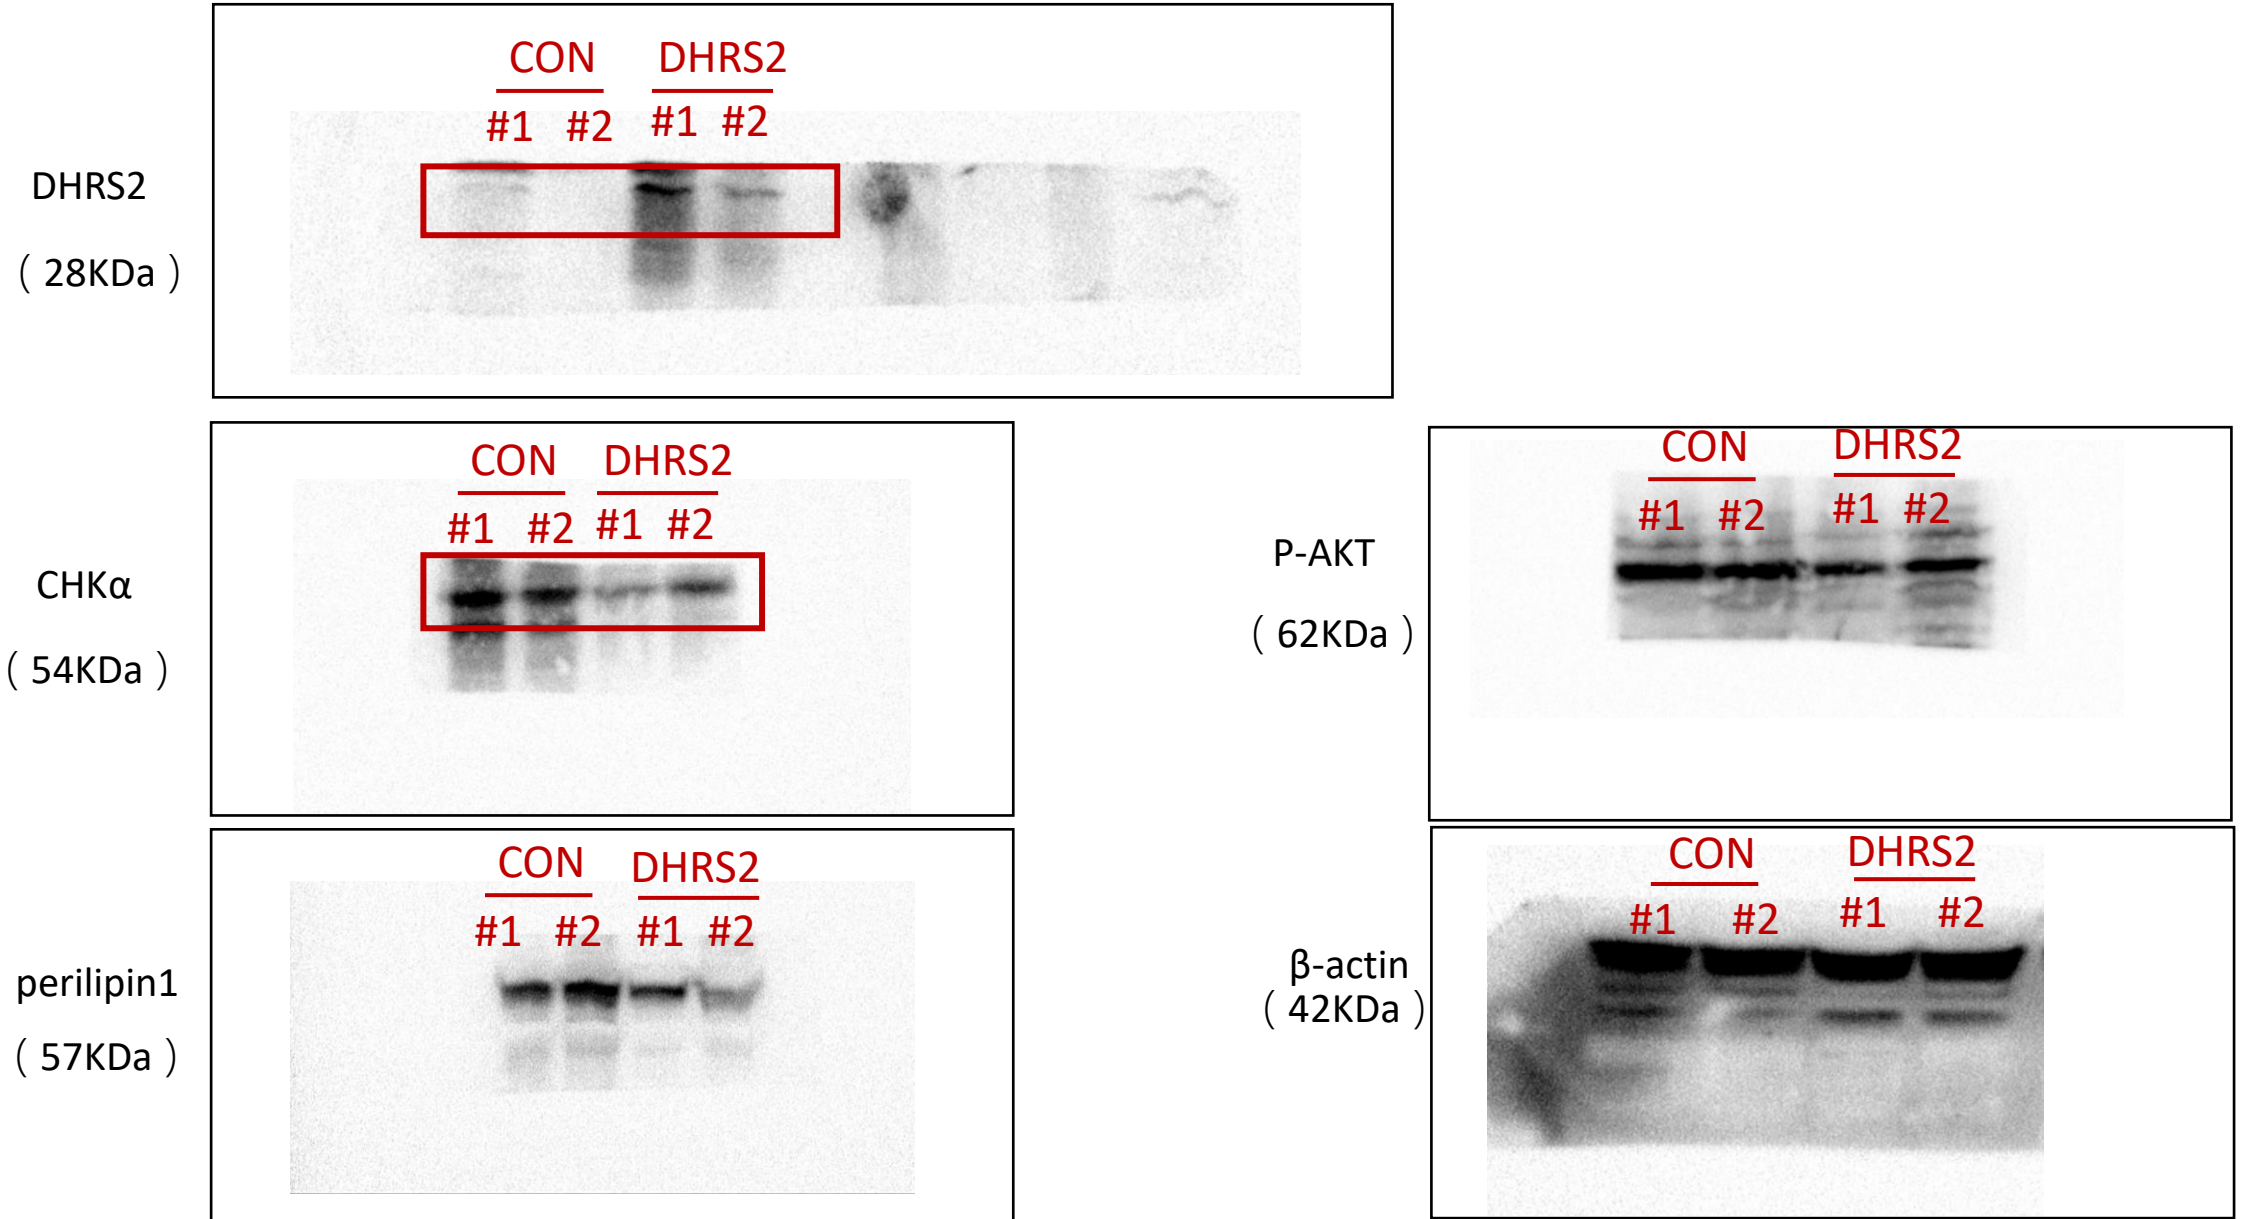 CON DHRS2
#1 #2 #1 #2
DHRS2
( 28KDa )
CON DHRS2
#1 #2 #1 #2
CHKα
( 54KDa )
CON DHRS2
#1 #2 #1 #2
P-AKT
( 62KDa )
CON DHRS2
#1 #2 #1 #2
perilipin1
( 57KDa )
CON DHRS2
#1 #2 #1 #2
β-actin
( 42KDa )